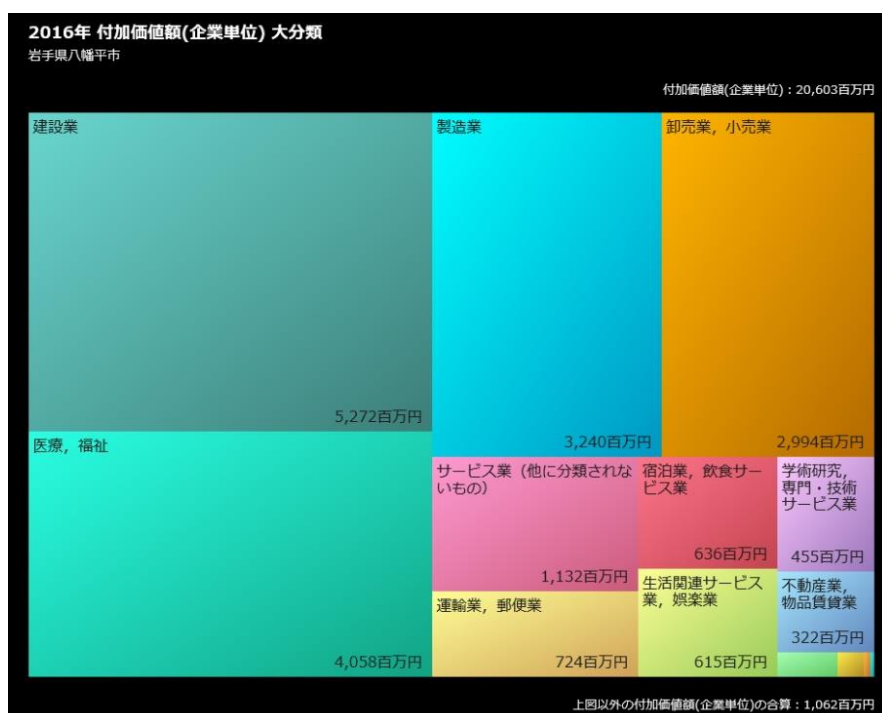 2016年 付加価値額(企業単位) 大分類
岩手県八幡平市
付加価値額(企業単位)：20,603百万円
建設業
5,272百万円
製造業
3,240百万円
卸売業，小売業
2,994百万円
医療，福祉
4,058百万円
サービス業（他に分類されな
いもの）
1,132百万円
宿泊業，飲食サー
ビス業
636百万円
学術研究，
専門・技術
サービス業
455百万円
運輸業，郵便業
724百万円
生活関連サービス
業，娯楽業
615百万円
不動産業，
物品賃貸業
322百万円
上図以外の付加価値額(企業単位)の合算：1,062百万円